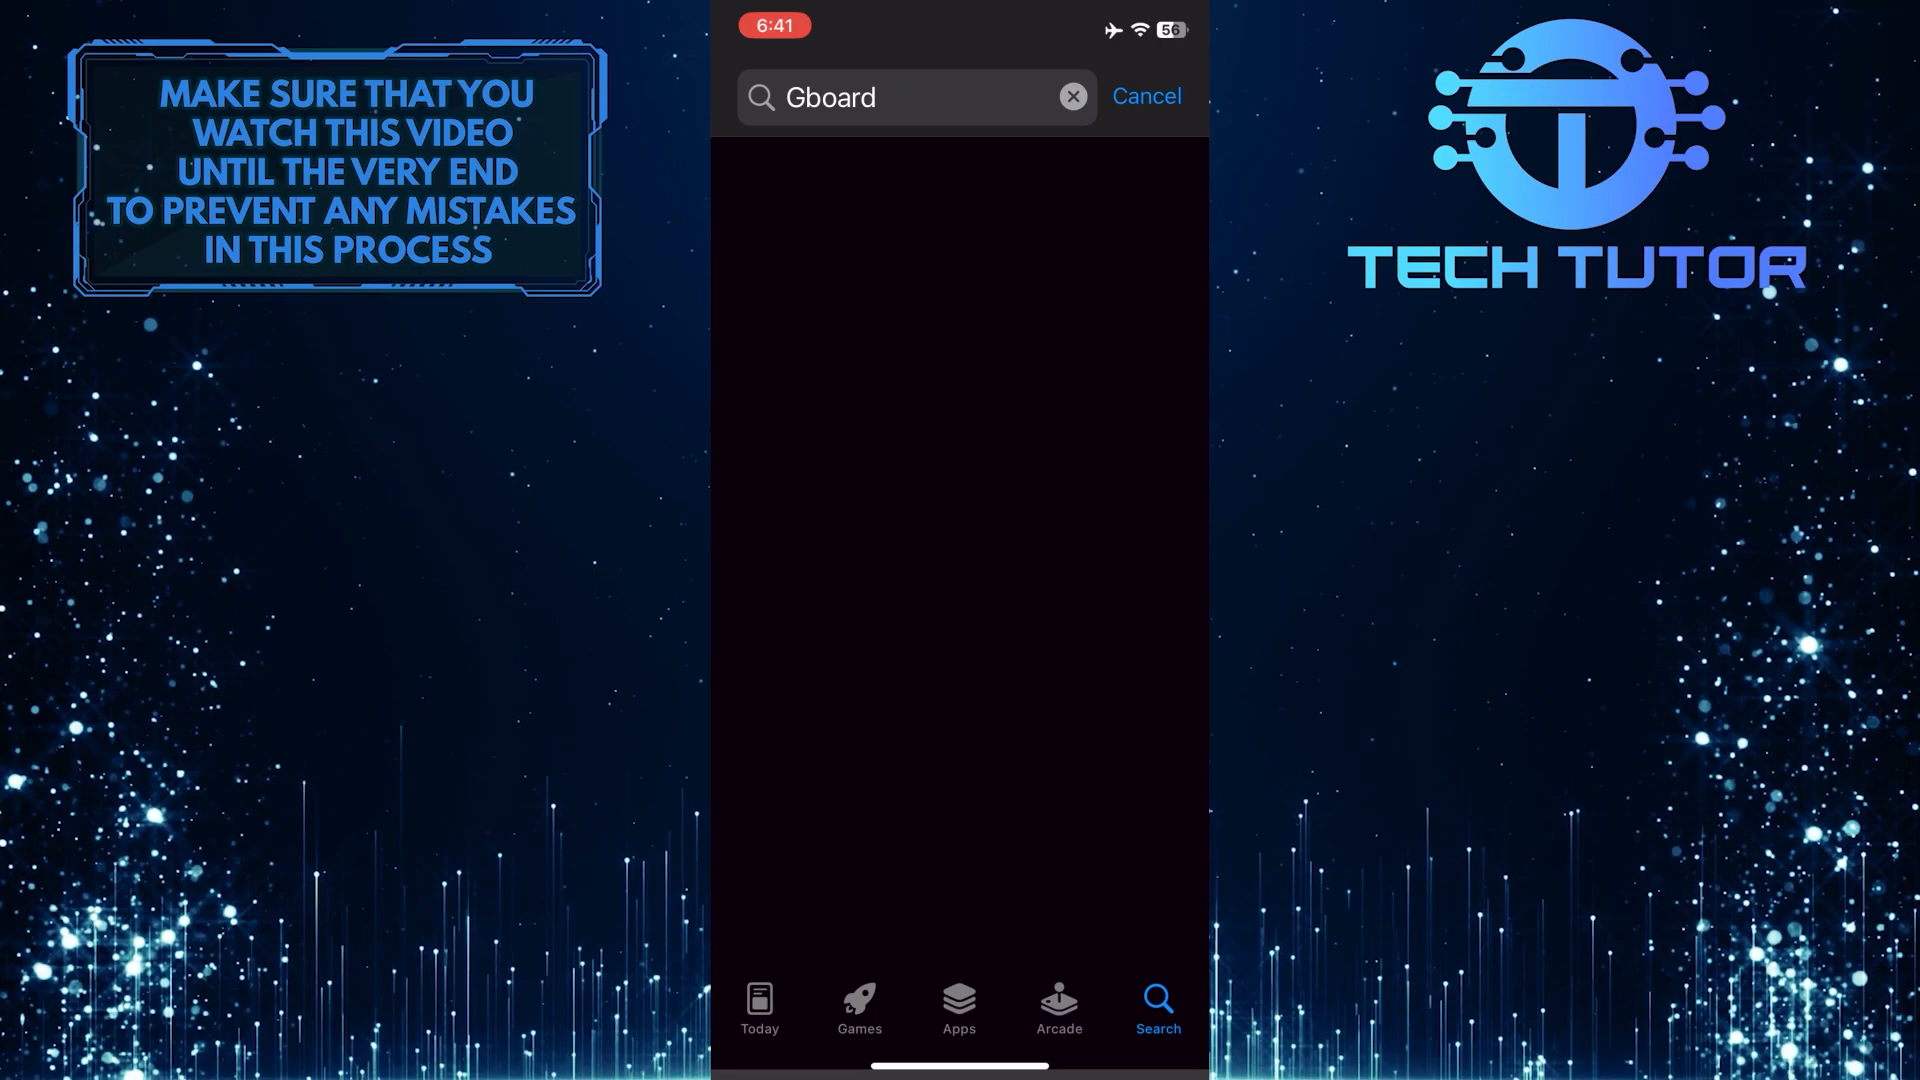 MAKE SURE THAT YOU
WATCH THIS VIDEO
UNTIL THE VERY END
TO PREVENT ANY MISTAKES
IN THIS PROCESS
6:41
56
Gboard
Cancel
TECH TUTOR
Today
Games
Apps
Arcade
Search